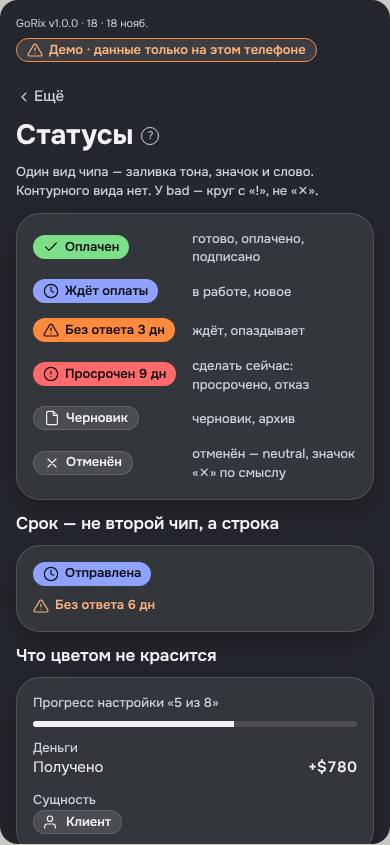 GoRix v1.0.0 · 18 · 18 нояб.
Демо · данные только на этом телефоне
Ещё
Статусы ?
Один вид чипа — заливка тона, значок и слово.
Контурного вида нет. У bad — круг с «!», не «×».
Оплачен
готово, оплачено,
подписано
Ждёт оплаты
в работе, новое
Без ответа 3 дн
ждёт, опаздывает
Просрочен 9 дн
сделать сейчас:
просрочено, отказ
Черновик
черновик, архив
Отменён
отменён — neutral, значок
«×» по смыслу
Срок — не второй чип, а строка
Отправлена
Без ответа 6 дн
Что цветом не красится
Прогресс настройки «5 из 8»
Деньги
Получено +$780
Сущность
Клиент